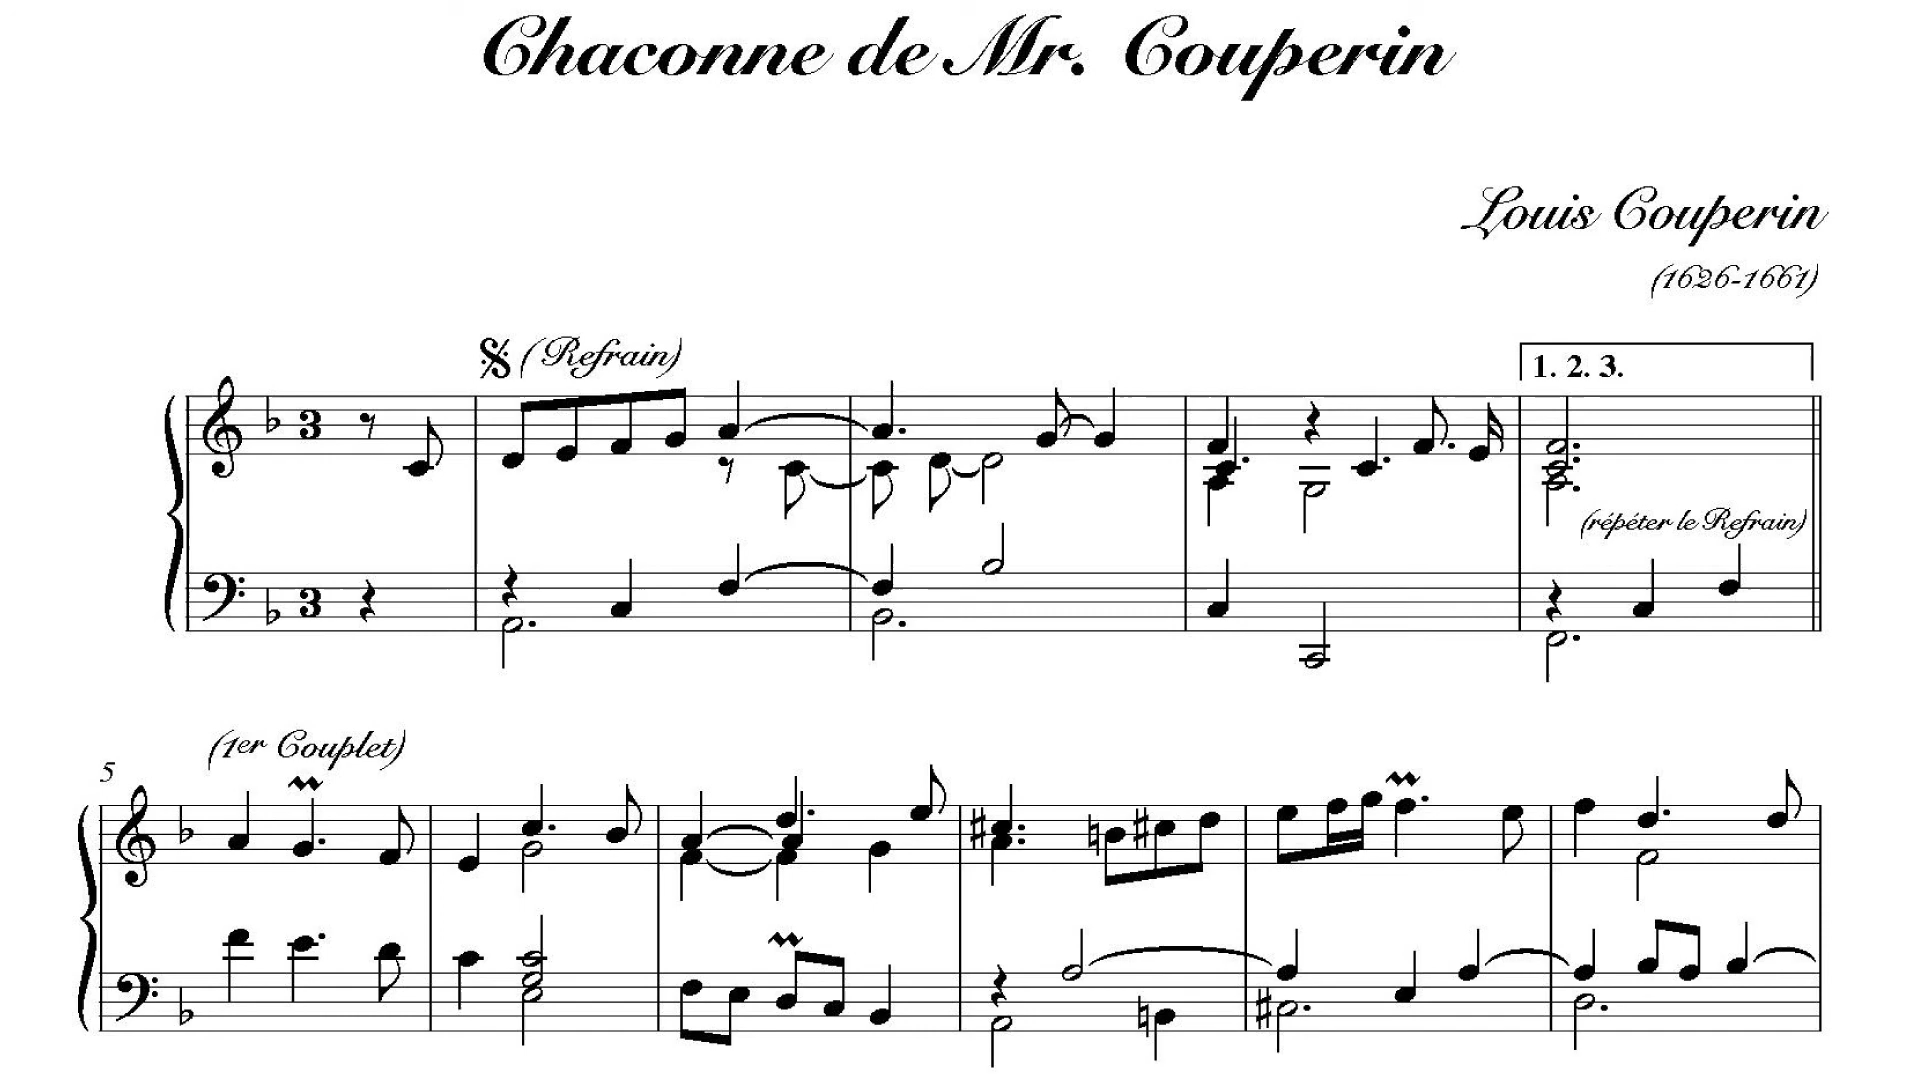 Chaconne de Mr. Couperin
Louis Couperin
(1626-1661)
(Refrain)
1. 2. 3.
3
(répéter le Refrain)
3
(1er Couplet)
5